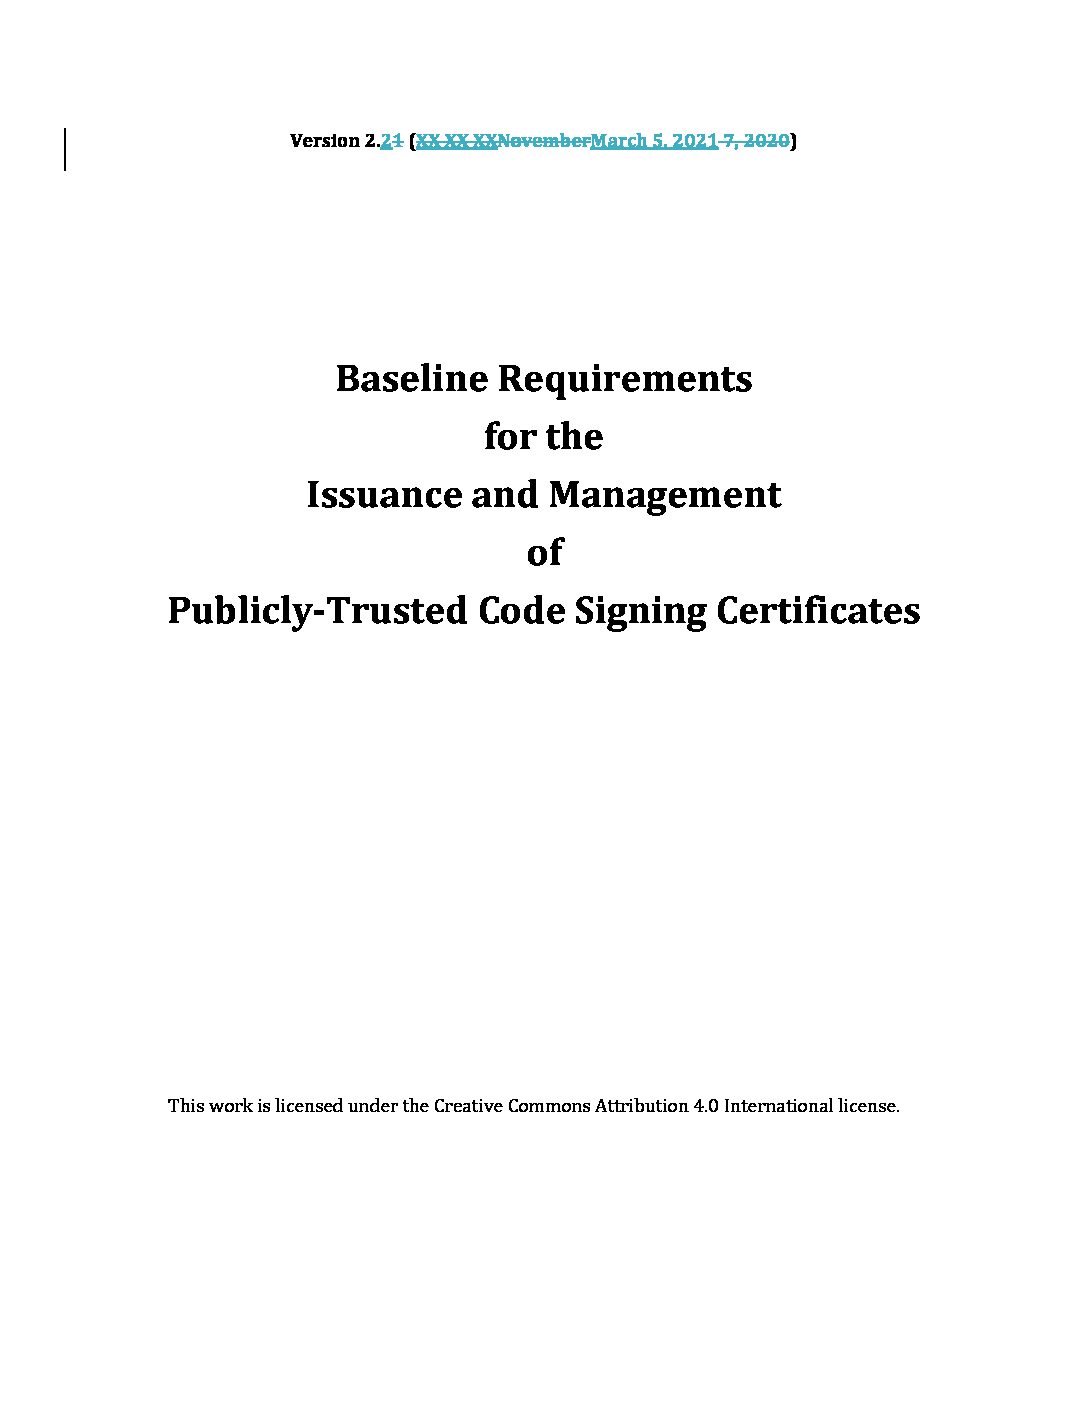 Version 2.21 (XX XX XXNovemberMarch 5, 2021 7, 2020)
Baseline Requirements
for the
Issuance and Management
of
Publicly-Trusted Code Signing Certificates
This work is licensed under the Creative Commons Attribution 4.0 International license.